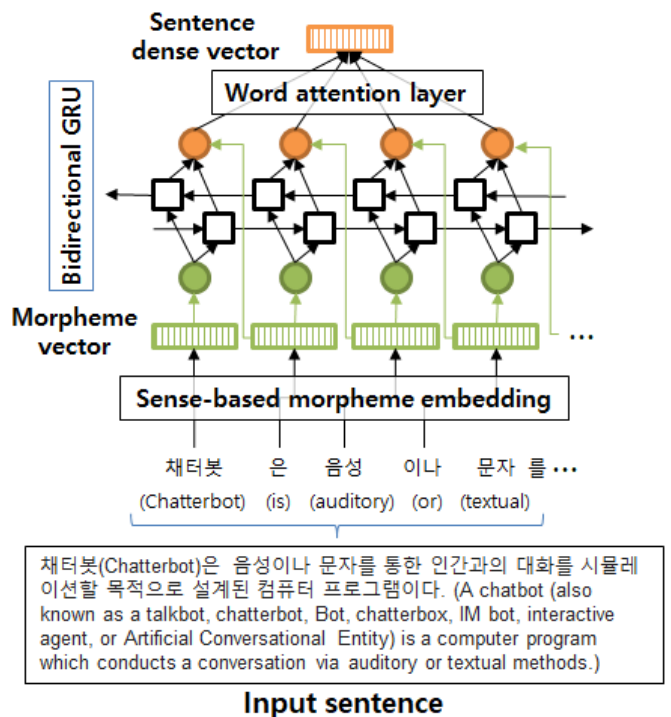 Sentence
dense vector
Word attention layer
Bidirectional GRU
Morpheme
vector
...
Sense-based morpheme embedding
채터봇 은 음성 이나 문자 를 ...
(Chatterbot) (is) (auditory) (or) (textual)
채터봇(Chatterbot)은 음성이나 문자를 통한 인간과의 대화를 시뮬레
이션할 목적으로 설계된 컴퓨터 프로그램이다. (A chatbot (also
known as a talkbot, chatterbot, Bot, chatterbox, IM bot, interactive
agent, or Artificial Conversational Entity) is a computer program
which conducts a conversation via auditory or textual methods.)
Input sentence